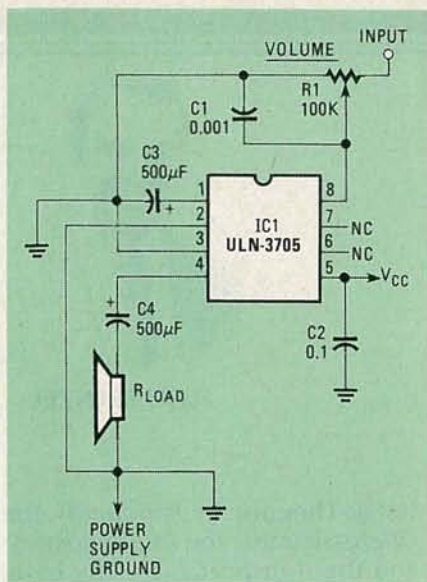 INPUT
VOLUME
R1
100K
C1
0.001
C3
500µF
+
1
2
3
4
IC1
ULN-3705
8
7
6
5
NC
NC
VCC
+
C4
500µF
C2
0.1
RLOAD
POWER
SUPPLY
GROUND